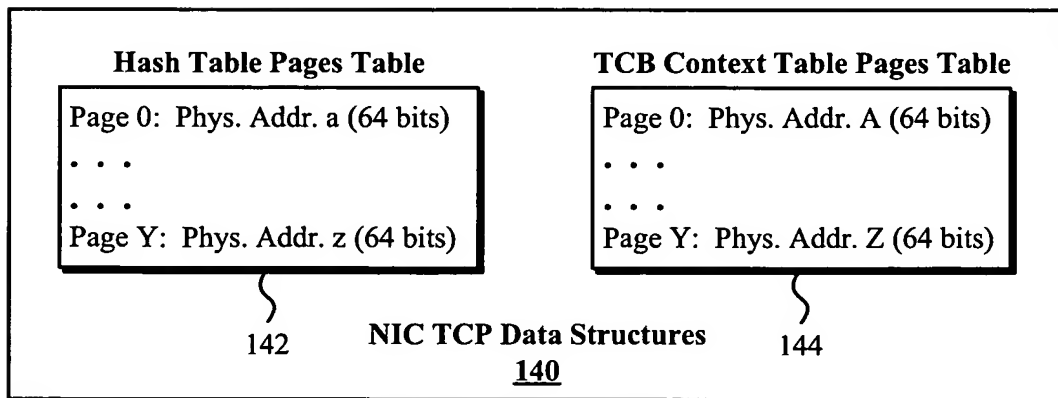 Hash Table Pages Table
Page 0: Phys. Addr. a (64 bits)
. . .
. . .
Page Y: Phys. Addr. z (64 bits)
142
TCB Context Table Pages Table
Page 0: Phys. Addr. A (64 bits)
. . .
. . .
Page Y: Phys. Addr. Z (64 bits)
144
NIC TCP Data Structures
140